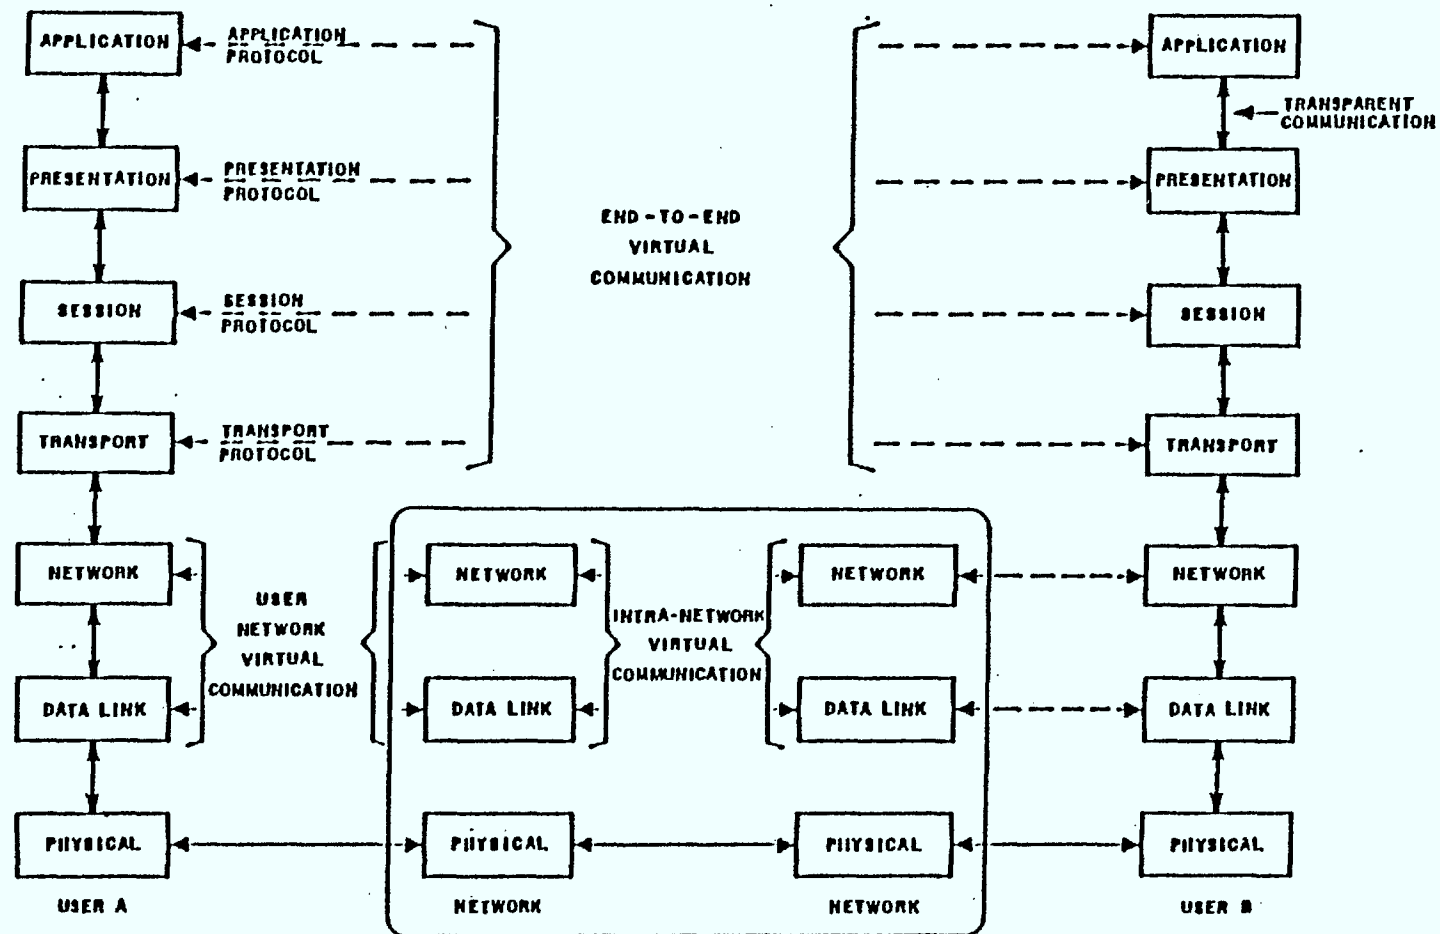 APPLICATION
APPLICATION
PROTOCOL
APPLICATION
TRANSPARENT
COMMUNICATION
PRESENTATION
PRESENTATION
PROTOCOL
PRESENTATION
END-TO-END
VIRTUAL
COMMUNICATION
SESSION
SESSION
PROTOCOL
SESSION
TRANSPORT
TRANSPORT
PROTOCOL
TRANSPORT
NETWORK
USER
NETWORK
VIRTUAL
COMMUNICATION
NETWORK
INTRA-NETWORK
VIRTUAL
COMMUNICATION
NETWORK
NETWORK
DATA LINK
DATA LINK
DATA LINK
DATA LINK
PHYSICAL
PHYSICAL
PHYSICAL
PHYSICAL
USER A
NETWORK
NETWORK
USER B